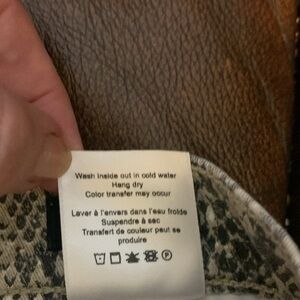 Wash inside out in cold water
Hang dry
Color transfer may occur
Laver à l'envers dans l'eau froide
Suspendre à sec
Transfert de couleur peut se
produire